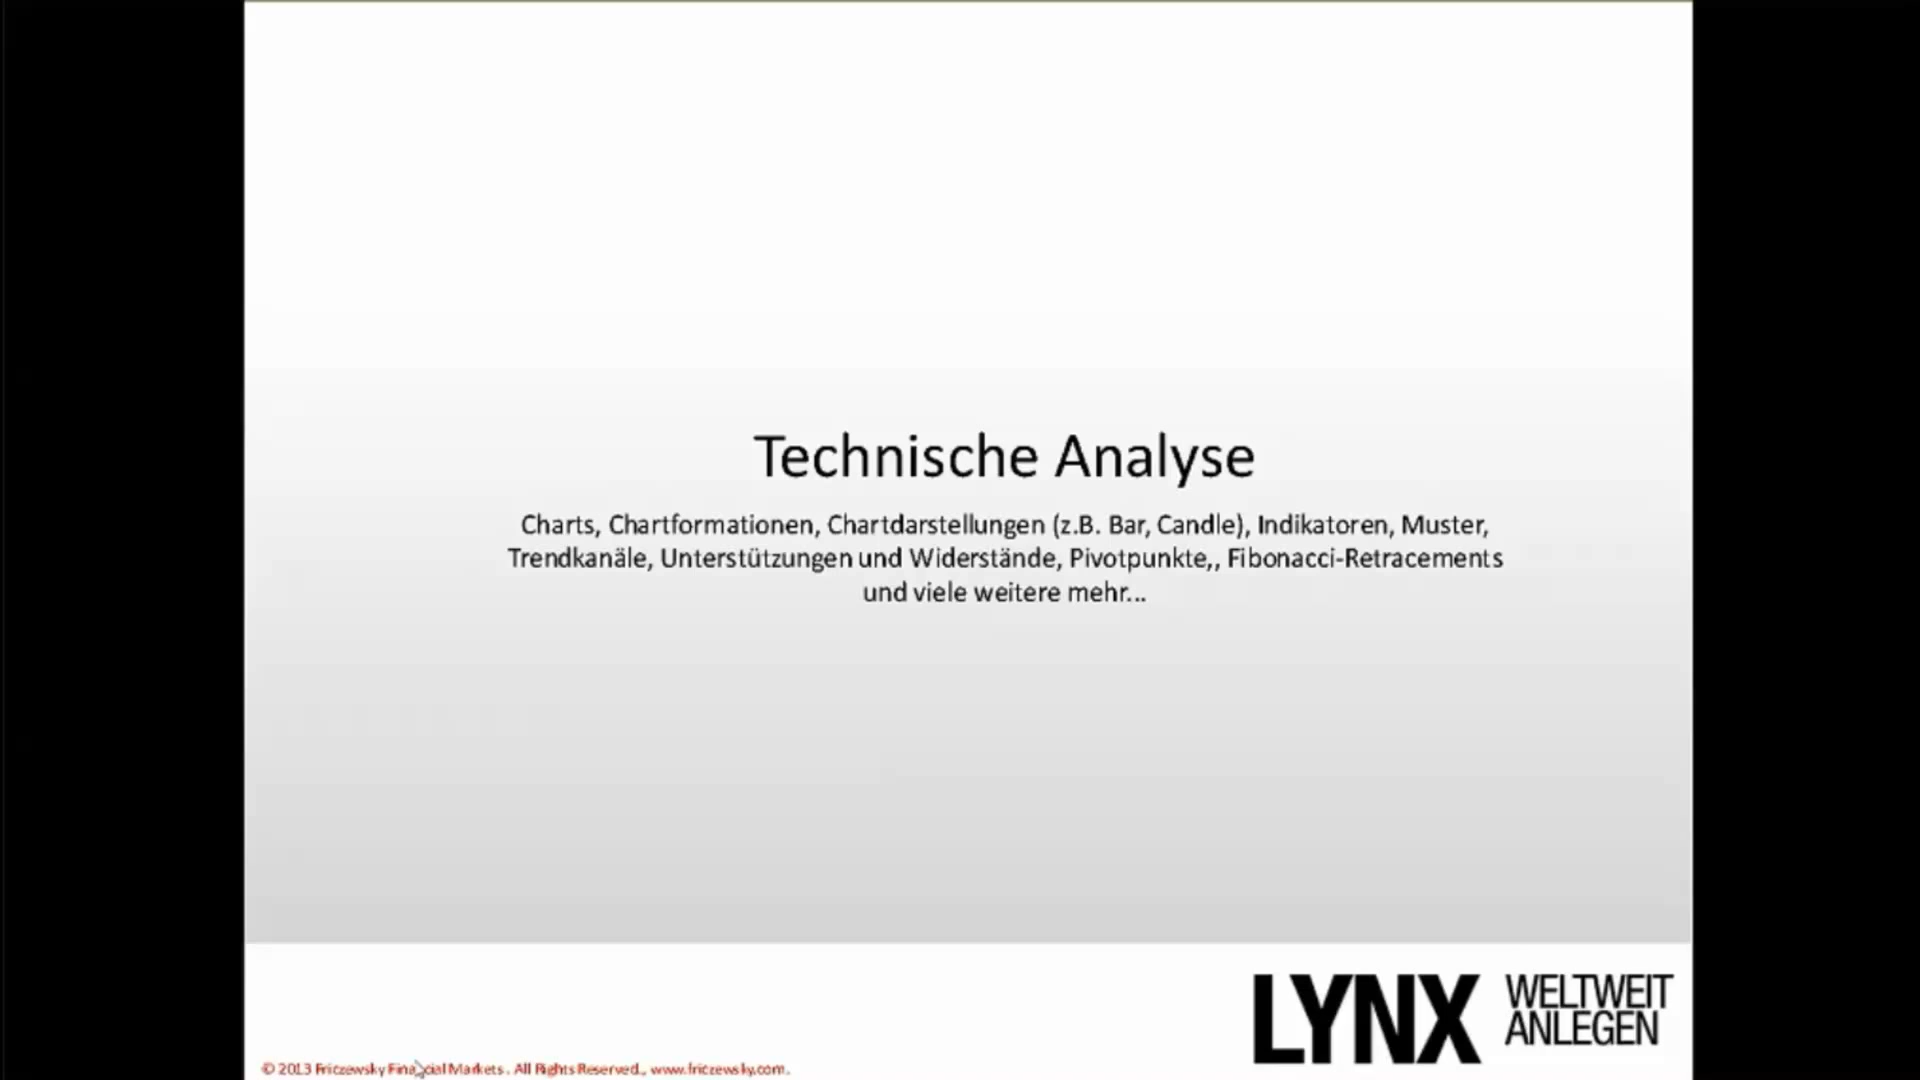 Technische Analyse
Charts, Chartformationen, Chartdarstellungen (z.B. Bar, Candle), Indikatoren, Muster,
Trendkanäle, Unterstützungen und Widerstände, Pivotpunkte,, Fibonacci-Retracements
und viele weitere mehr...
LYNX
WELTWEIT
ANLEGEN
© 2013 Friczewsky Financial Markets. All Rights Reserved., www.friczewsky.com.